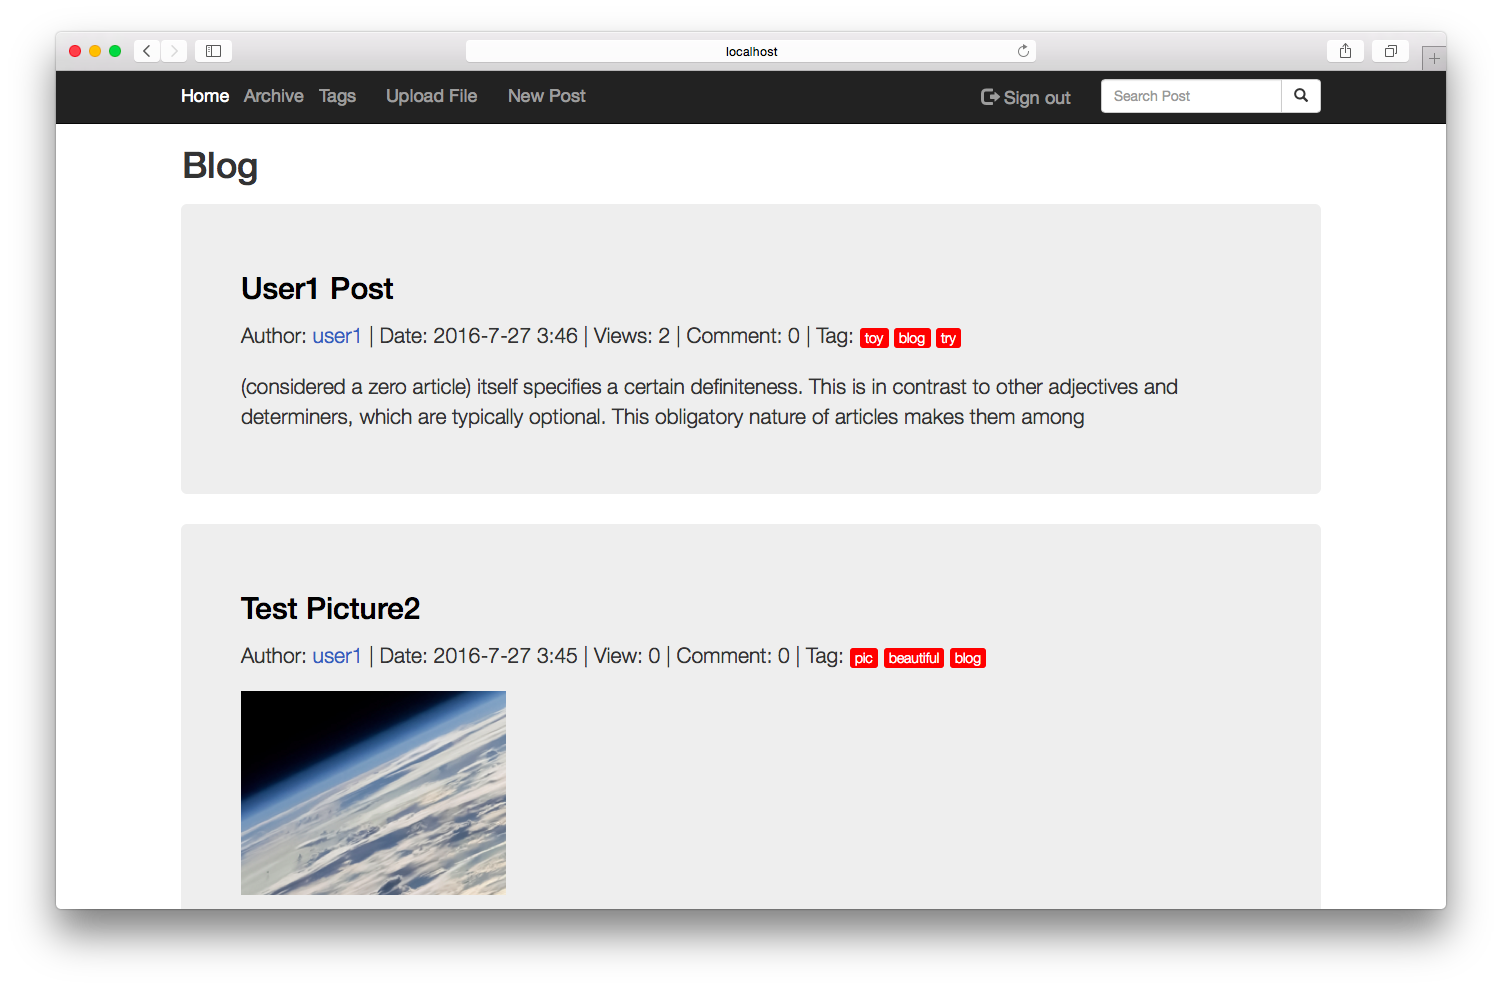 localhost
Home Archive Tags Upload File New Post Sign out Search Post
Blog
User1 Post
Author: user1 | Date: 2016-7-27 3:46 | Views: 2 | Comment: 0 | Tag: toy blog try
(considered a zero article) itself specifies a certain definiteness. This is in contrast to other adjectives and
determiners, which are typically optional. This obligatory nature of articles makes them among
Test Picture2
Author: user1 | Date: 2016-7-27 3:45 | View: 0 | Comment: 0 | Tag: pic beautiful blog